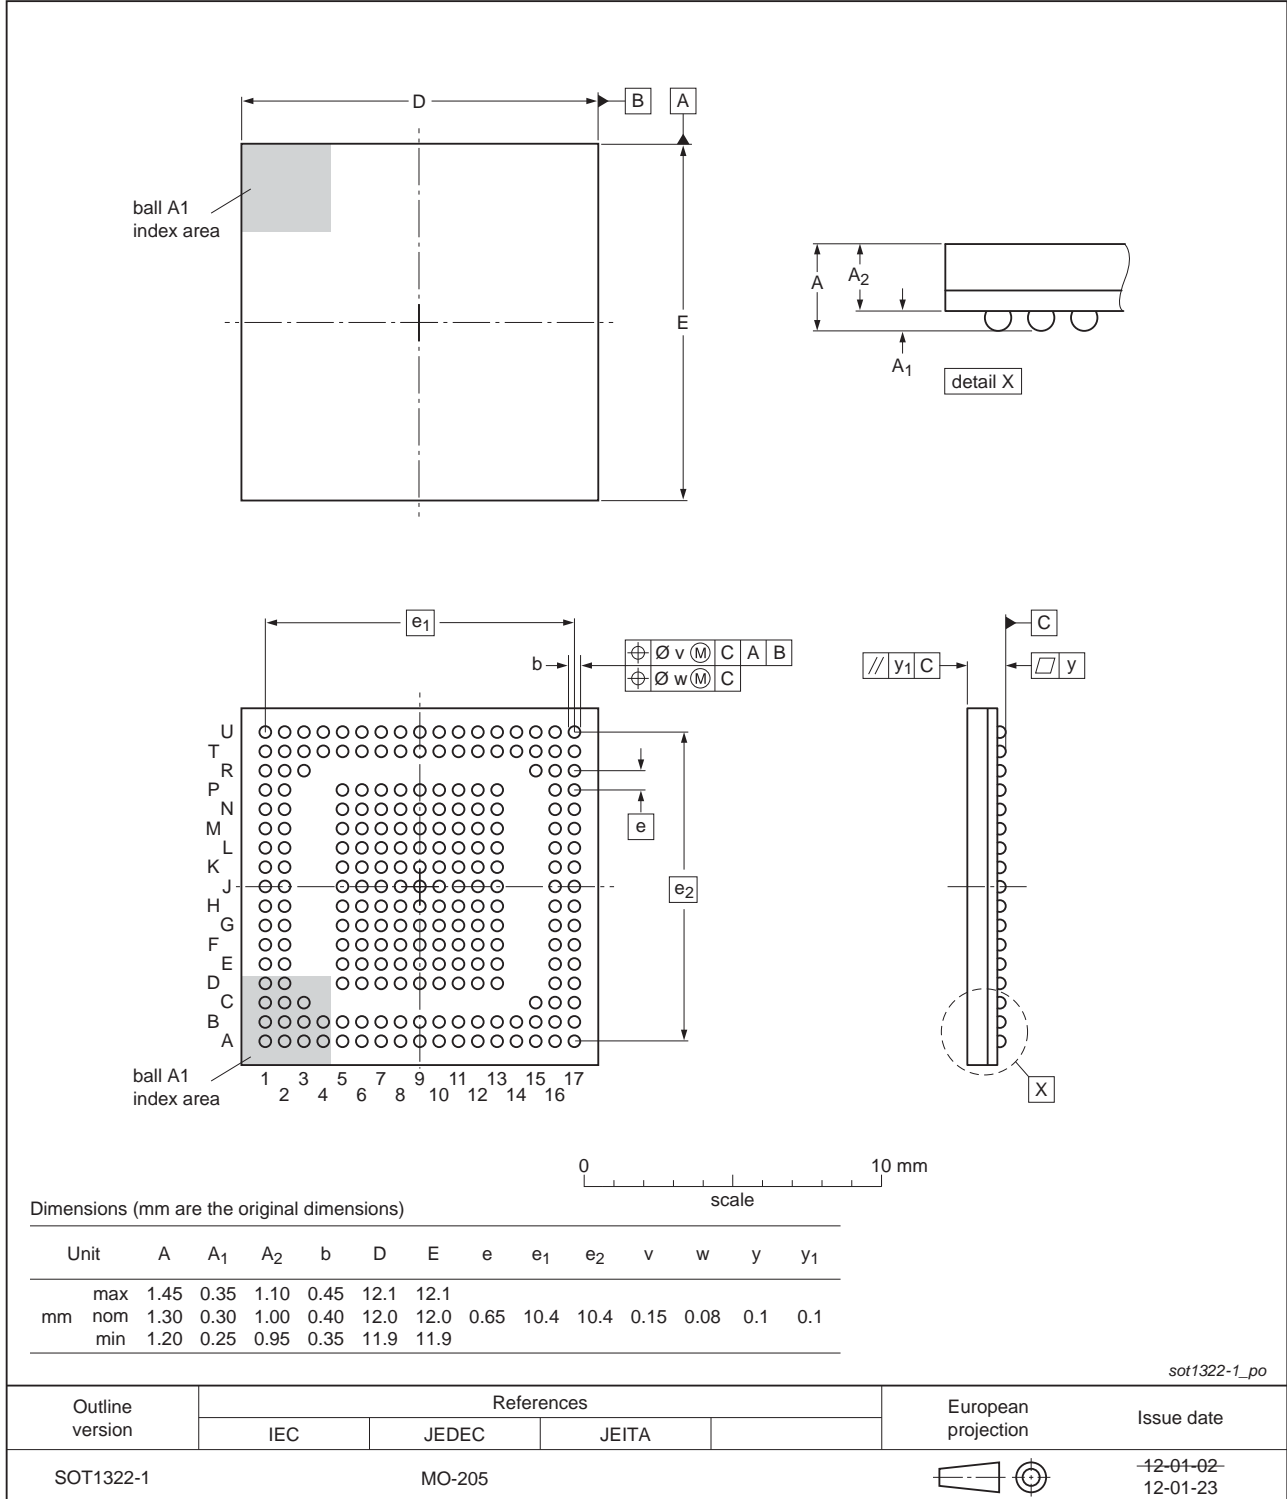 D
B
A
ball A1
index area
E
A
A2
A1
detail X
e1
b
Ø v Ⓜ C A B
Ø w Ⓜ C
C
// y1 C
y
U
T
R
P
N
M
L
K
J
H
G
F
E
D
C
B
A
e
e2
ball A1
index area
1 3 5 7 9 11 13 15 17
2 4 6 8 10 12 14 16
X
0 10 mm
scale
Dimensions (mm are the original dimensions)
Unit A A1 A2 b D E e e1 e2 v w y y1
max 1.45 0.35 1.10 0.45 12.1 12.1
mm nom 1.30 0.30 1.00 0.40 12.0 12.0 0.65 10.4 10.4 0.15 0.08 0.1 0.1
min 1.20 0.25 0.95 0.35 11.9 11.9
sot1322-1_po
Outline
version
References
IEC JEDEC JEITA
European
projection
Issue date
SOT1322-1 MO-205
12-01-02
12-01-23